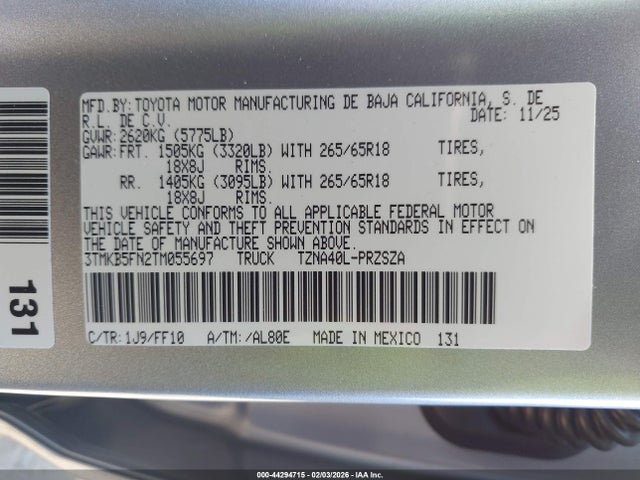 MFD.BY:TOYOTA MOTOR MANUFACTURING DE BAJA CALIFORNIA, S. DE
R.L. DE C.V. DATE: 11/25
GVWR:2620KG (5775LB)
GAWR:FRT. 1505KG (3320LB) WITH 265/65R18 TIRES,
18X8J RIMS.
RR. 1405KG (3095LB) WITH 265/65R18 TIRES,
18X8J RIMS.
THIS VEHICLE CONFORMS TO ALL APPLICABLE FEDERAL MOTOR
VEHICLE SAFETY AND THEFT PREVENTION STANDARDS IN EFFECT ON
THE DATE OF MANUFACTURE SHOWN ABOVE.
3TMKB5FN2TM055697 TRUCK TZNA40L-PRZSZA
C/TR:1J9/FF10 A/TM:/AL80E MADE IN MEXICO 131
131
000-44294715 - 02/03/2026 - IAA Inc.